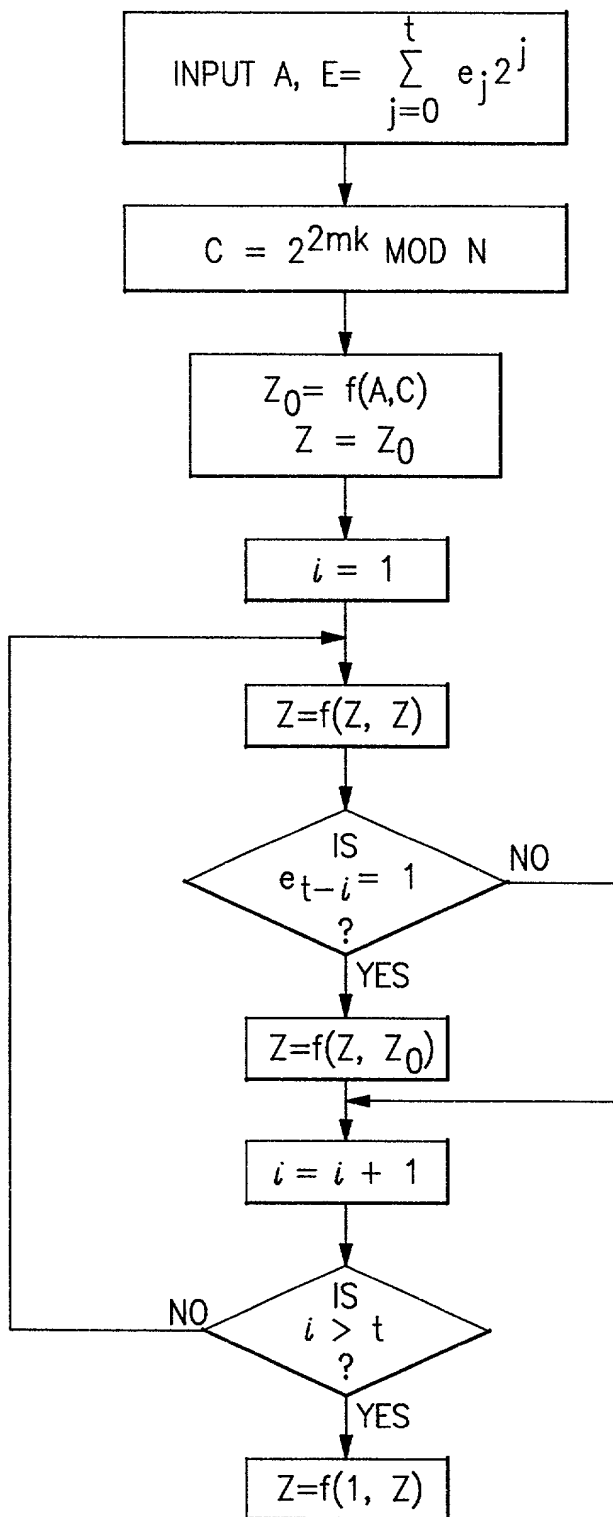 INPUT A, E= \sum_{j=0}^{t} e_j 2^j
C = 2^{2mk} MOD N
Z_0= f(A,C)
Z = Z_0
i = 1
Z=f(Z, Z)
IS
e_{t-i}= 1
?
NO
YES
Z=f(Z, Z_0)
i = i + 1
IS
i > t
?
NO
YES
Z=f(1, Z)